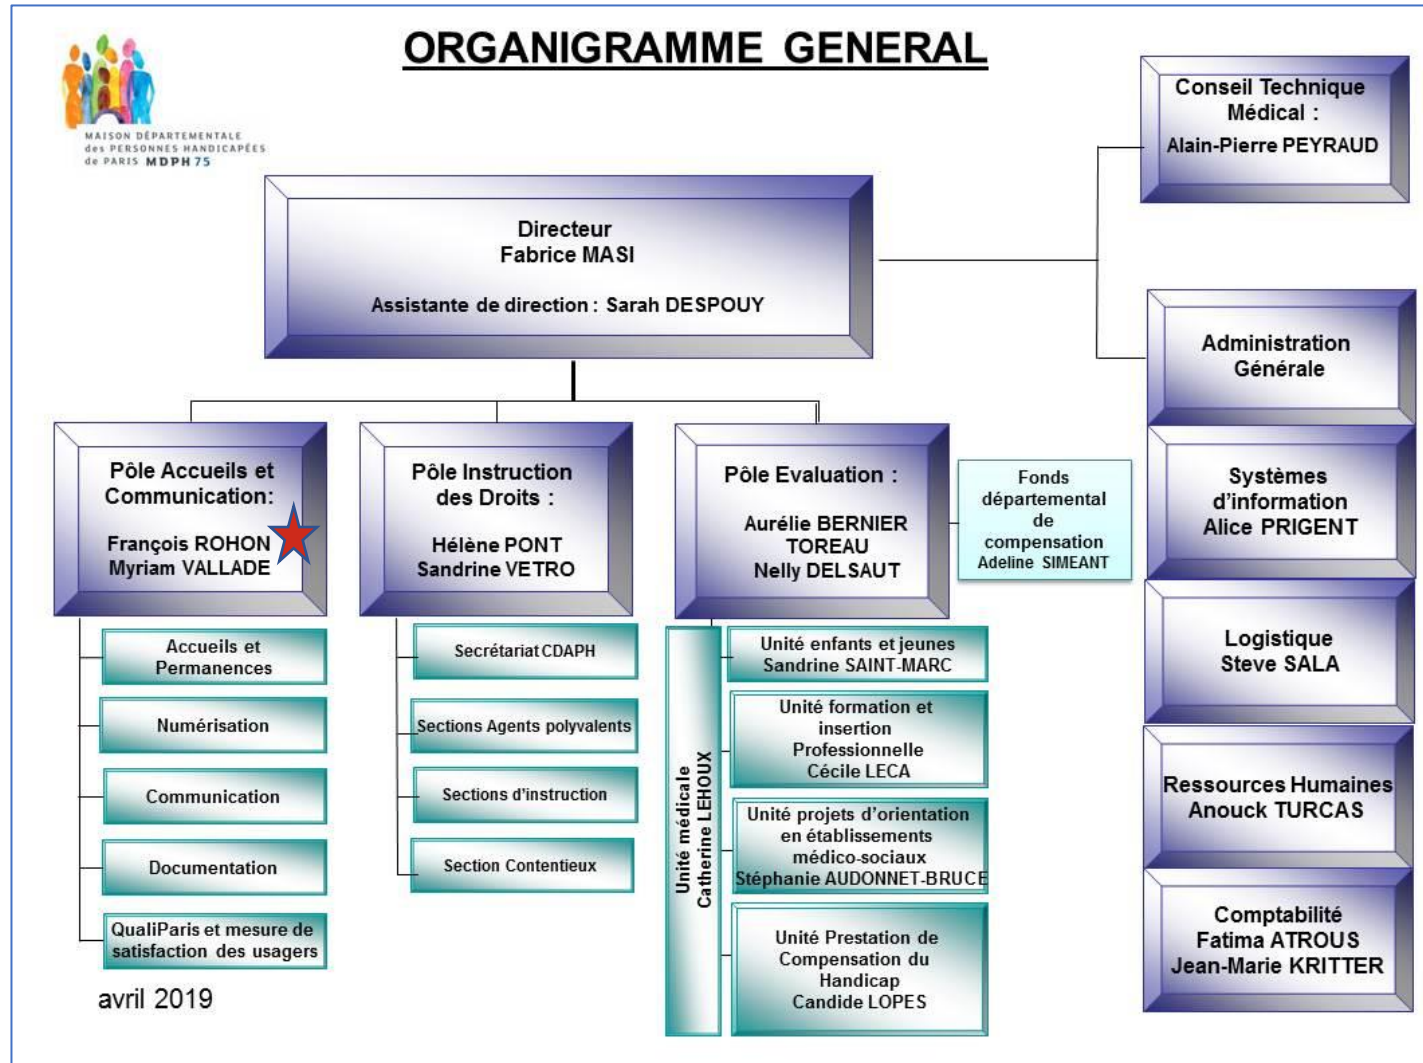 ORGANIGRAMME GENERAL
MAISON DÉPARTEMENTALE
des PERSONNES HANDICAPÉES
de PARIS MDPH 75
Conseil Technique
Médical :
Alain-Pierre PEYRAUD
Directeur
Fabrice MASI
Assistante de direction : Sarah DESPOUY
Administration
Générale
Systèmes
d’information
Alice PRIGENT
Logistique
Steve SALA
Ressources Humaines
Anouck TURCAS
Comptabilité
Fatima ATROUS
Jean-Marie KRITTER
Pôle Accueils et
Communication:
François ROHON
Myriam VALLADE
Accueils et
Permanences
Numérisation
Communication
Documentation
QualiParis et mesure de
satisfaction des usagers
Pôle Instruction
des Droits :
Hélène PONT
Sandrine VETRO
Secrétariat CDAPH
Sections Agents polyvalents
Sections d’instruction
Section Contentieux
Pôle Evaluation :
Aurélie BERNIER
TOREAU
Nelly DELSAUT
Fonds
départemental
de
compensation
Adeline SIMEANT
Unité médicale
Catherine LEHOUX
Unité enfants et jeunes
Sandrine SAINT-MARC
Unité formation et
insertion
Professionnelle
Cécile LECA
Unité projets d’orientation
en établissements
médico-sociaux
Stéphanie AUDONNET-BRUCE
Unité Prestation de
Compensation du
Handicap
Candide LOPES
avril 2019